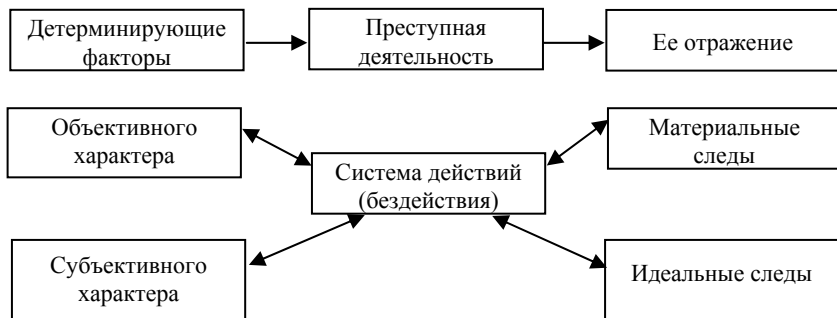 Детерминирующие
факторы
Преступная
деятельность
Ее отражение
Объективного
характера
Система действий
(бездействия)
Материальные
следы
Субъективного
характера
Идеальные следы